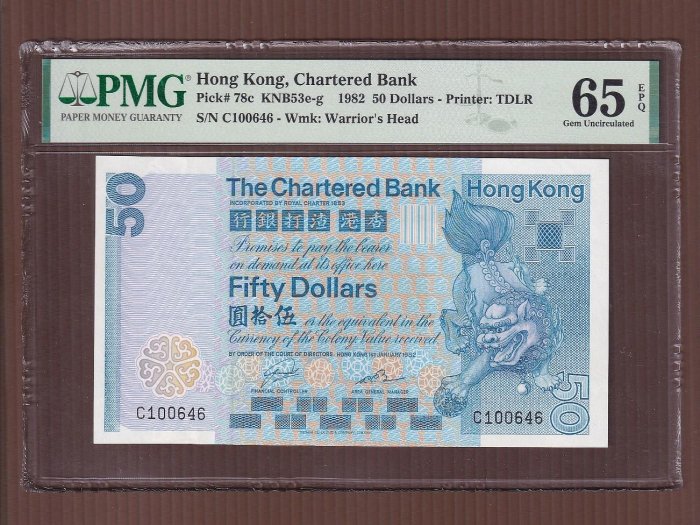 PMG®
PAPER MONEY GUARANTY
Hong Kong, Chartered Bank
Pick# 78c KNB53e-g 1982 50 Dollars - Printer: TDLR
S/N C100646 - Wmk: Warrior's Head
65 EPQ
Gem Uncirculated
50
The Chartered Bank
Hong Kong
INCORPORATED BY ROYAL CHARTER 1853
行銀打渣港香
Promises to pay the bearer
on demand at its office here
Fifty Dollars
圓拾伍 or the equivalent in the
Currency of the Colony Value received
BY ORDER OF THE COURT OF DIRECTORS HONG KONG 1ST JANUARY 1982
FINANCIAL CONTROLLER
AREA GENERAL MANAGER
C100646
C100646
50